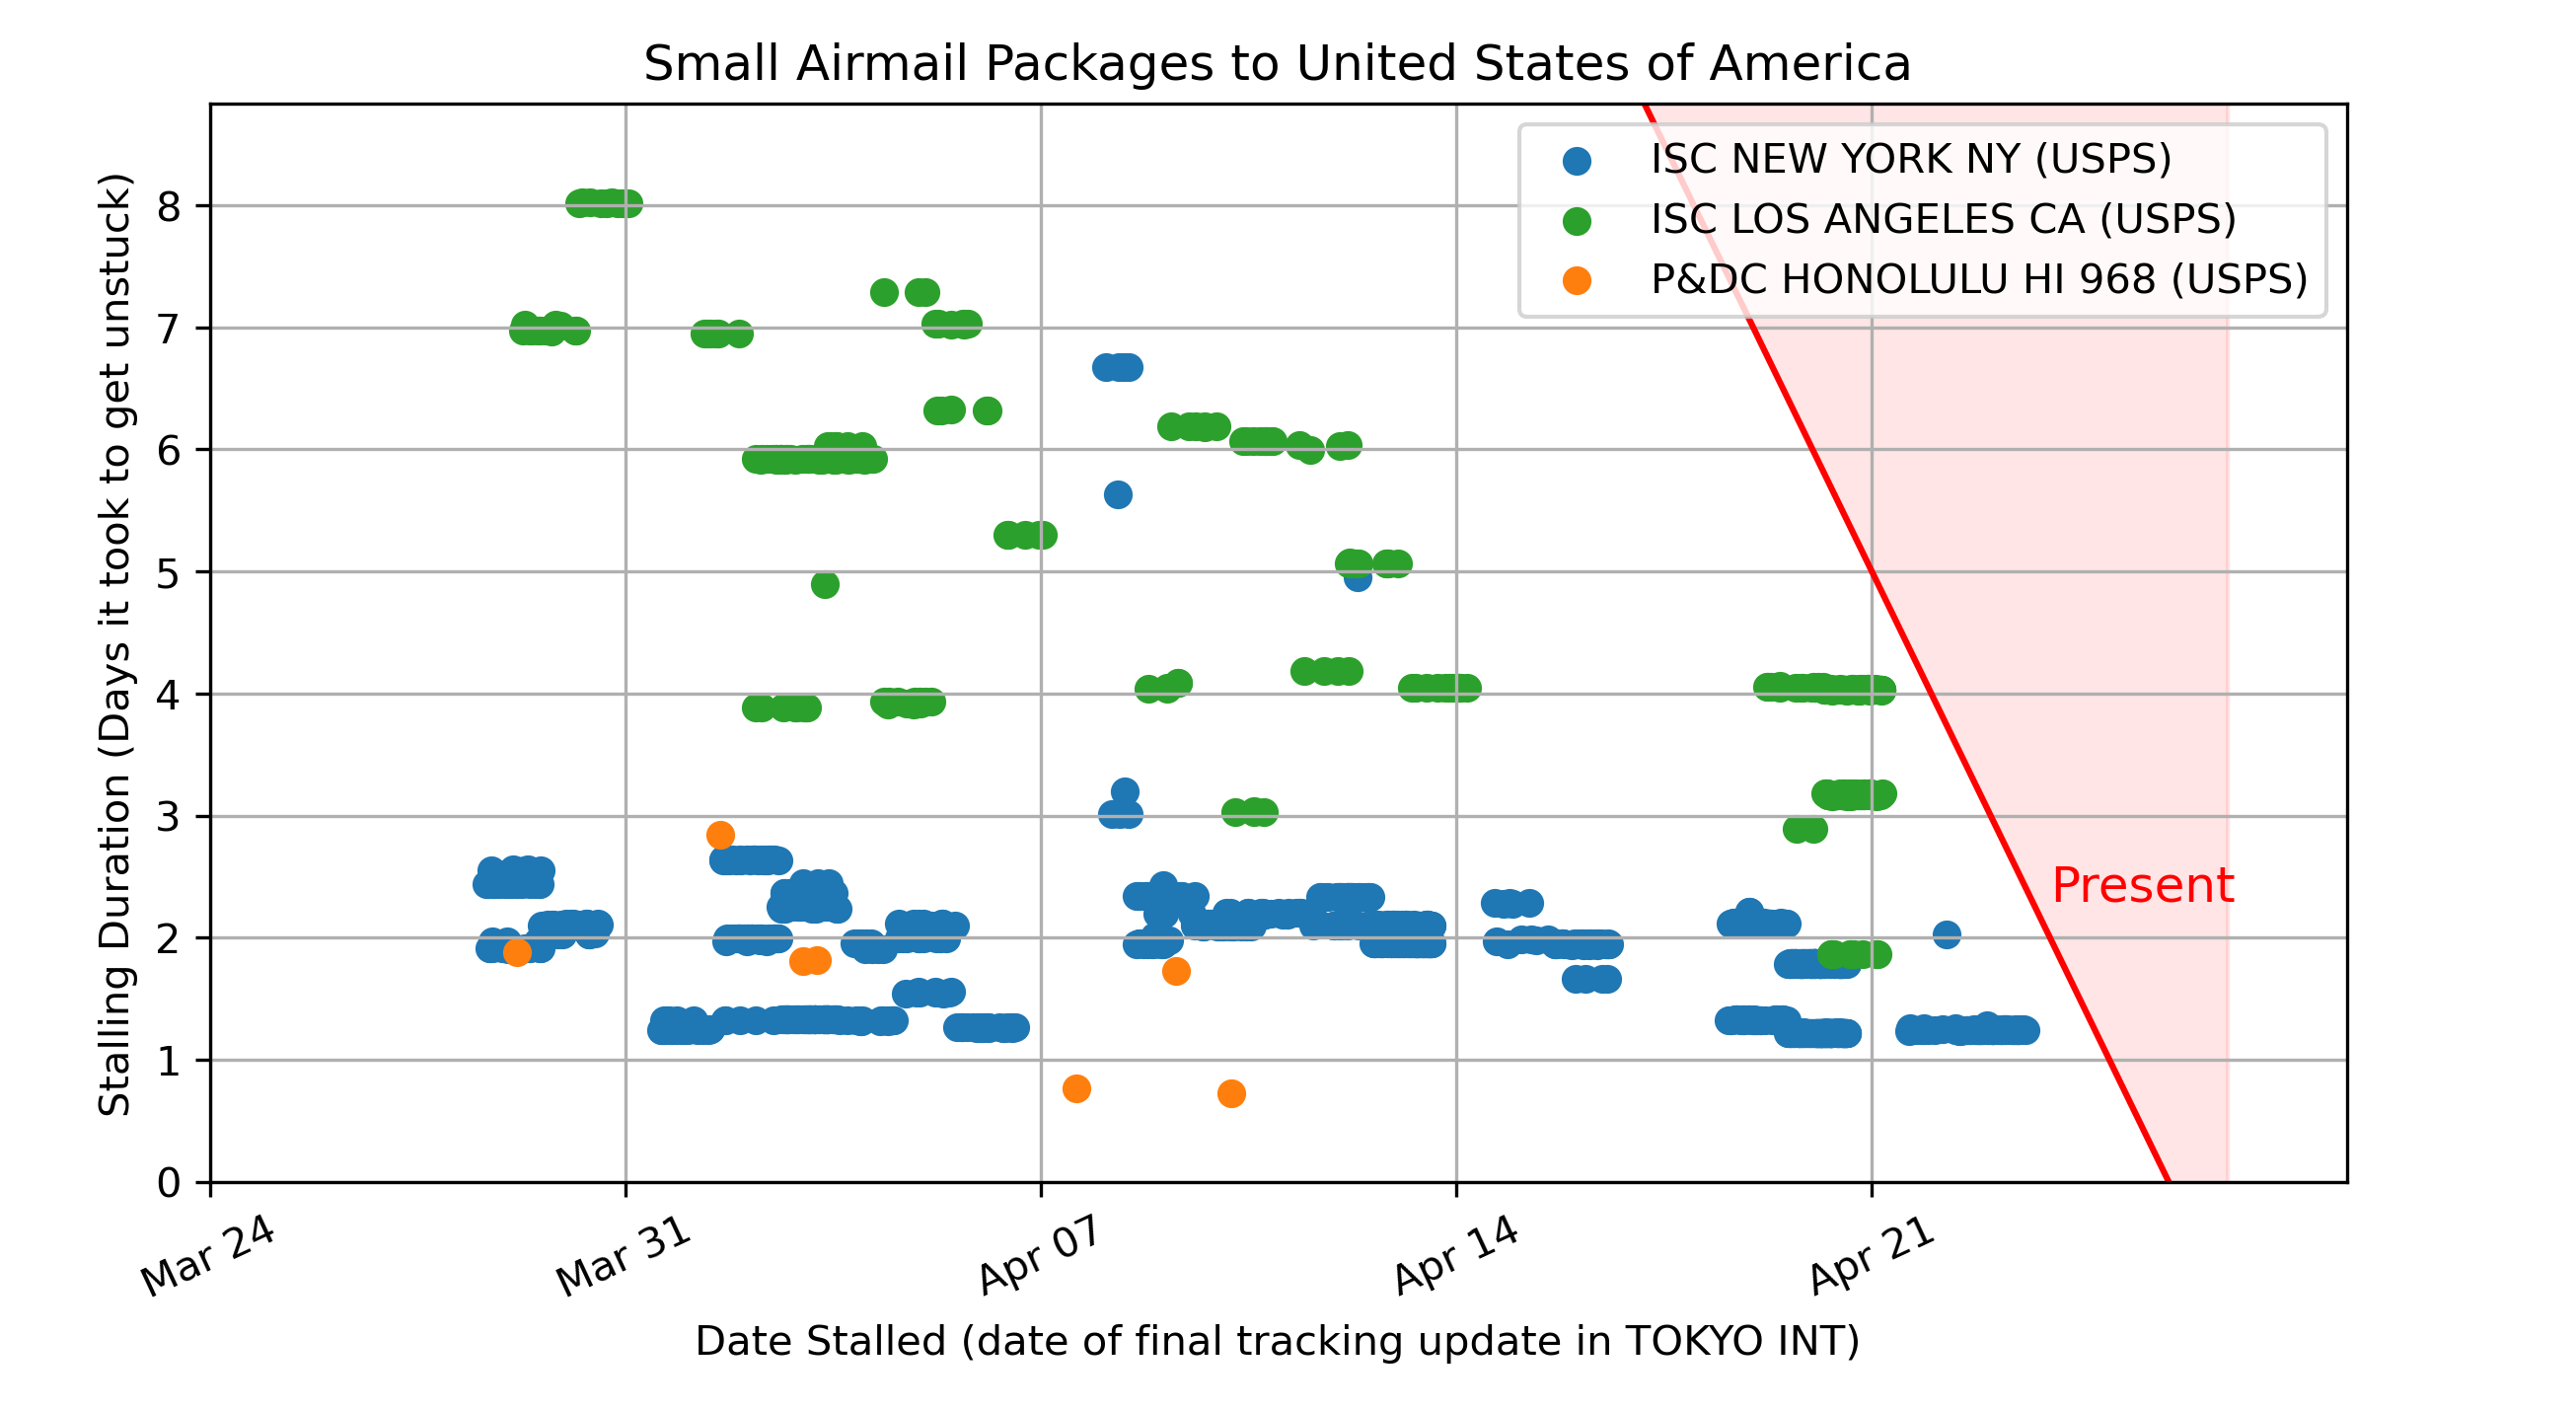 Small Airmail Packages to United States of America
ISC NEW YORK NY (USPS)
ISC LOS ANGELES CA (USPS)
P&DC HONOLULU HI 968 (USPS)
Stalling Duration (Days it took to get unstuck)
8
7
6
5
4
3
2
1
0
Present
Mar 24
Mar 31
Apr 07
Apr 14
Apr 21
Date Stalled (date of final tracking update in TOKYO INT)